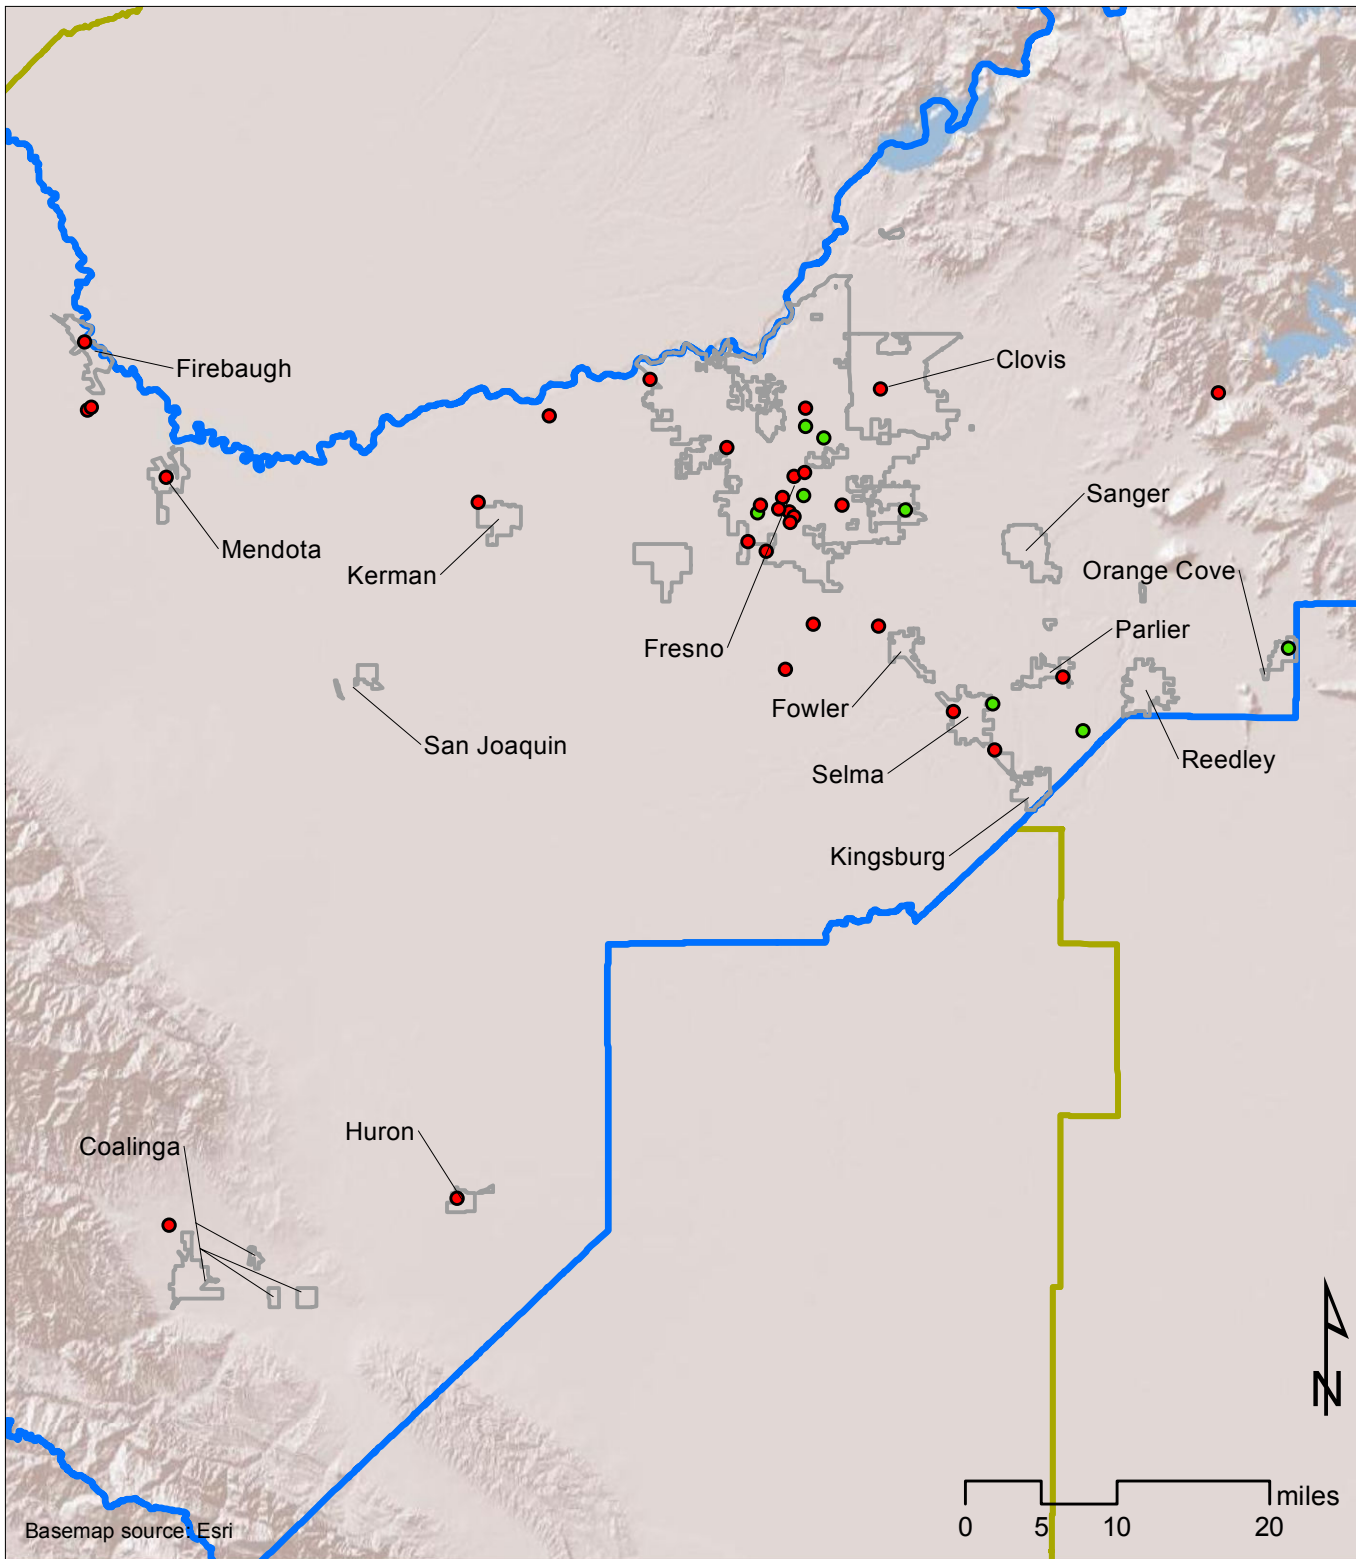 Firebaugh
Clovis
Mendota
Kerman
Sanger
Orange Cove
Parlier
Fresno
Fowler
San Joaquin
Selma
Reedley
Kingsburg
Huron
Coalinga
N
miles
0 5 10 20
Basemap source: Esri